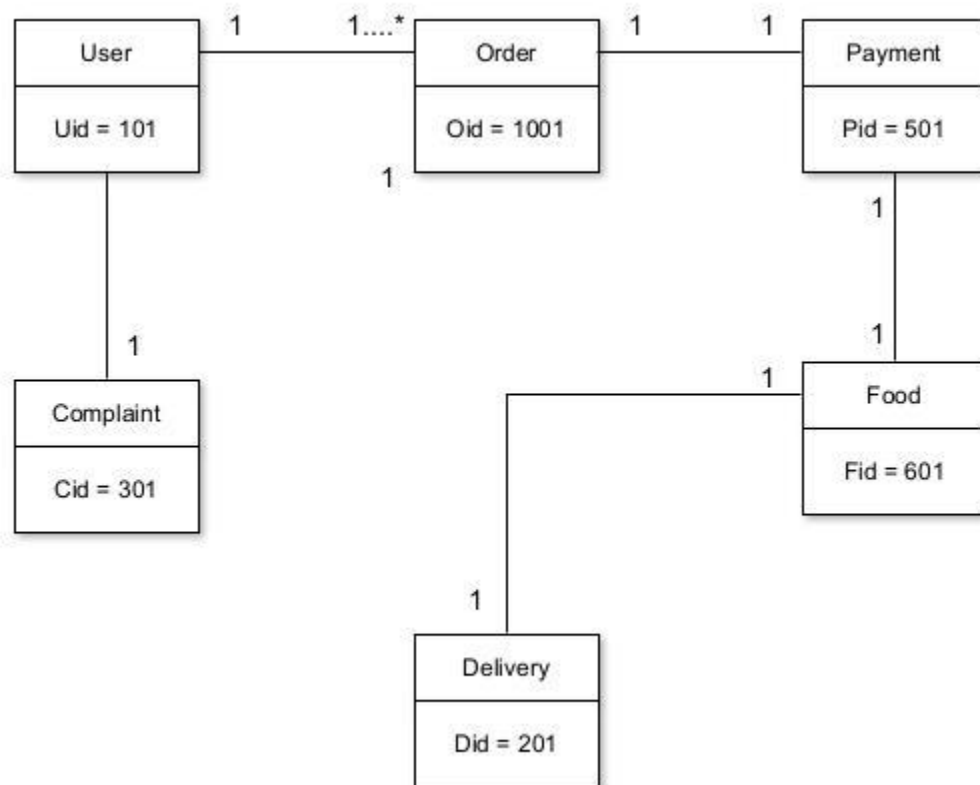 1 1....* 1 1
User Order Payment
Uid = 101 Oid = 1001 Pid = 501
1 1
1 1
1
Complaint Food
Cid = 301 Fid = 601
1
Delivery
Did = 201